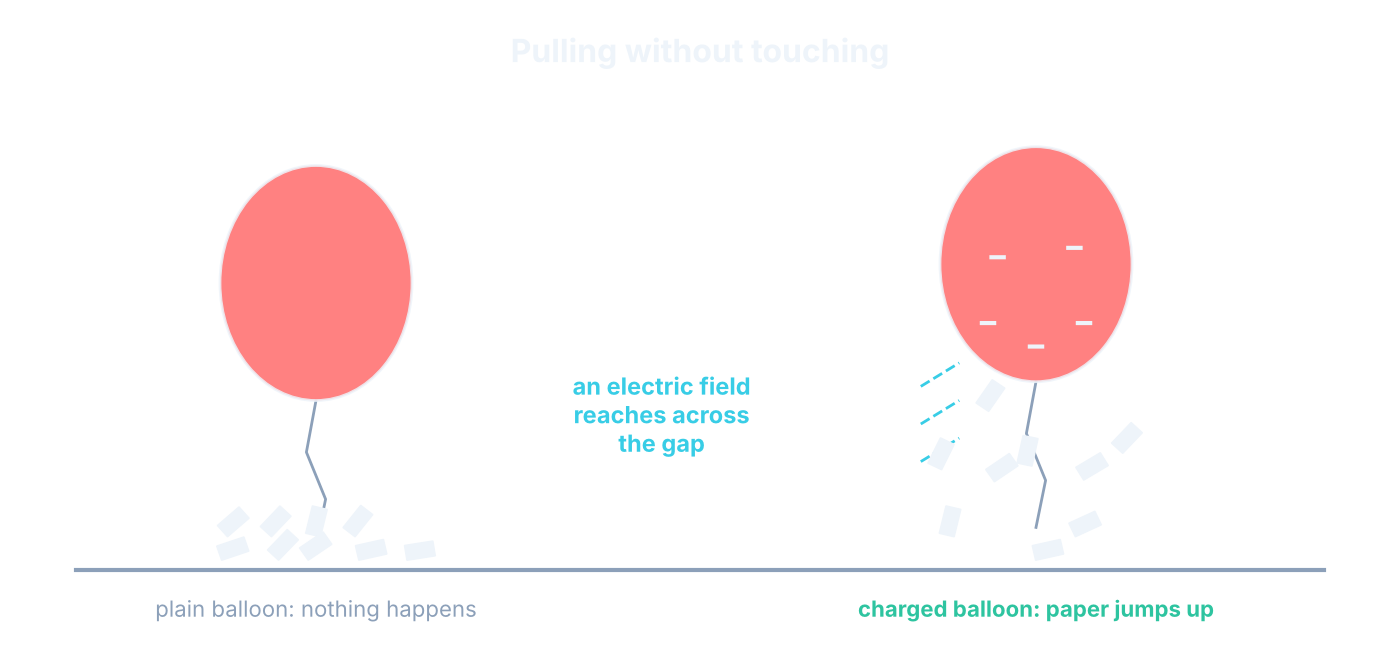 Pulling without touching
an electric field
reaches across
the gap
plain balloon: nothing happens
charged balloon: paper jumps up